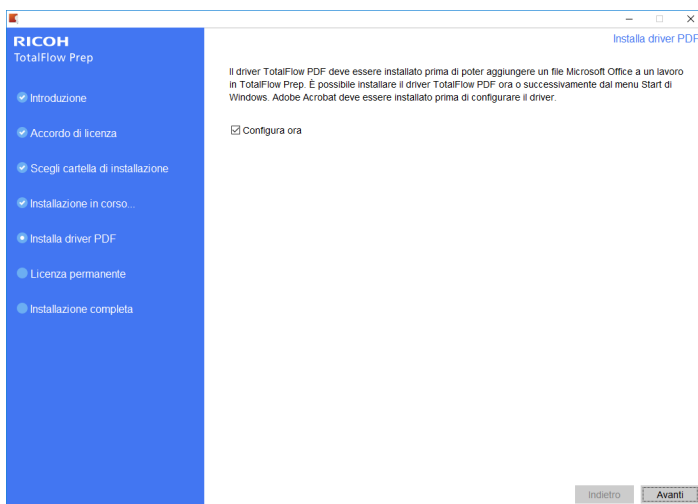 RICOH
TotalFlow Prep
Introduzione
Accordo di licenza
Scegli cartella di installazione
Installazione in corso...
Installa driver PDF
Licenza permanente
Installazione completa
Installa driver PDF
Il driver TotalFlow PDF deve essere installato prima di poter aggiungere un file Microsoft Office a un lavoro
in TotalFlow Prep. È possibile installare il driver TotalFlow PDF ora o successivamente dal menu Start di
Windows. Adobe Acrobat deve essere installato prima di configurare il driver.
Configura ora
Indietro
Avanti